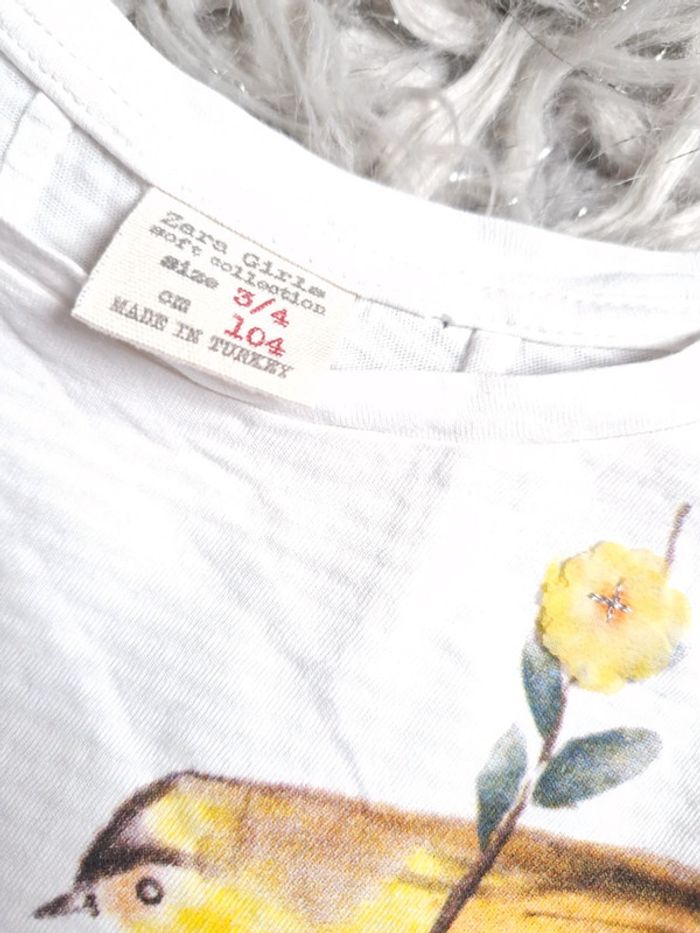 Zara Girls
soft collection
size 3/4
cm 104
MADE IN TURKEY